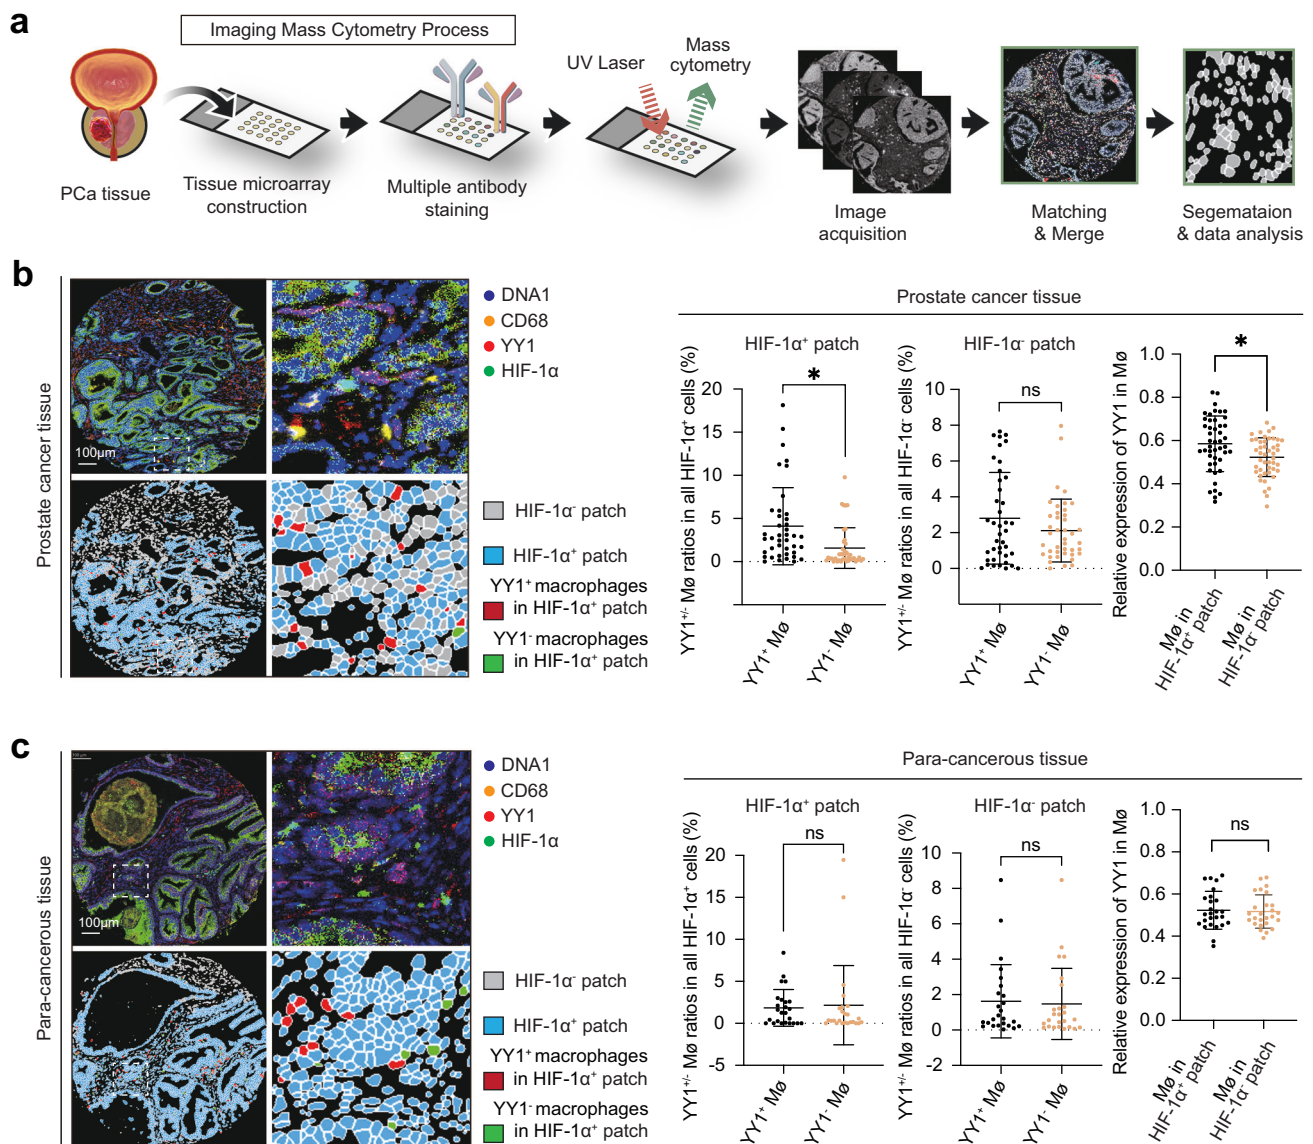 a
Imaging Mass Cytometry Process
PCa tissue
Tissue microarray
construction
Multiple antibody
staining
UV Laser
Mass
cytometry
Image
acquisition
Matching
& Merge
Segemataion
& data analysis
b
Prostate cancer tissue
100μm
DNA1
CD68
YY1
HIF-1α
HIF-1α⁻ patch
HIF-1α⁺ patch
YY1⁺ macrophages
in HIF-1α⁺ patch
YY1⁻ macrophages
in HIF-1α⁺ patch
Prostate cancer tissue
HIF-1α⁺ patch
YY1⁺/⁻ Mø ratios in all HIF-1α⁺ cells (%)
20
15
10
5
0
*
YY1⁺ Mø
YY1⁻ Mø
HIF-1α⁻ patch
YY1⁺/⁻ Mø ratios in all HIF-1α⁻ cells (%)
10
8
6
4
2
0
ns
YY1⁺ Mø
YY1⁻ Mø
Relative expression of YY1 in Mø
1.0
0.8
0.6
0.4
0.2
0.0
*
Mø in
HIF-1α⁺ patch
Mø in
HIF-1α⁻ patch
c
Para-cancerous tissue
100μm
DNA1
CD68
YY1
HIF-1α
HIF-1α⁻ patch
HIF-1α⁺ patch
YY1⁺ macrophages
in HIF-1α⁺ patch
YY1⁻ macrophages
in HIF-1α⁺ patch
Para-cancerous tissue
HIF-1α⁺ patch
YY1⁺/⁻ Mø ratios in all HIF-1α⁺ cells (%)
20
15
10
5
0
-5
ns
YY1⁺ Mø
YY1⁻ Mø
HIF-1α⁻ patch
YY1⁺/⁻ Mø ratios in all HIF-1α⁻ cells (%)
10
8
6
4
2
0
-2
ns
YY1⁺ Mø
YY1⁻ Mø
Relative expression of YY1 in Mø
1.0
0.8
0.6
0.4
0.2
0.0
ns
Mø in
HIF-1α⁺ patch
Mø in
HIF-1α⁻ patch